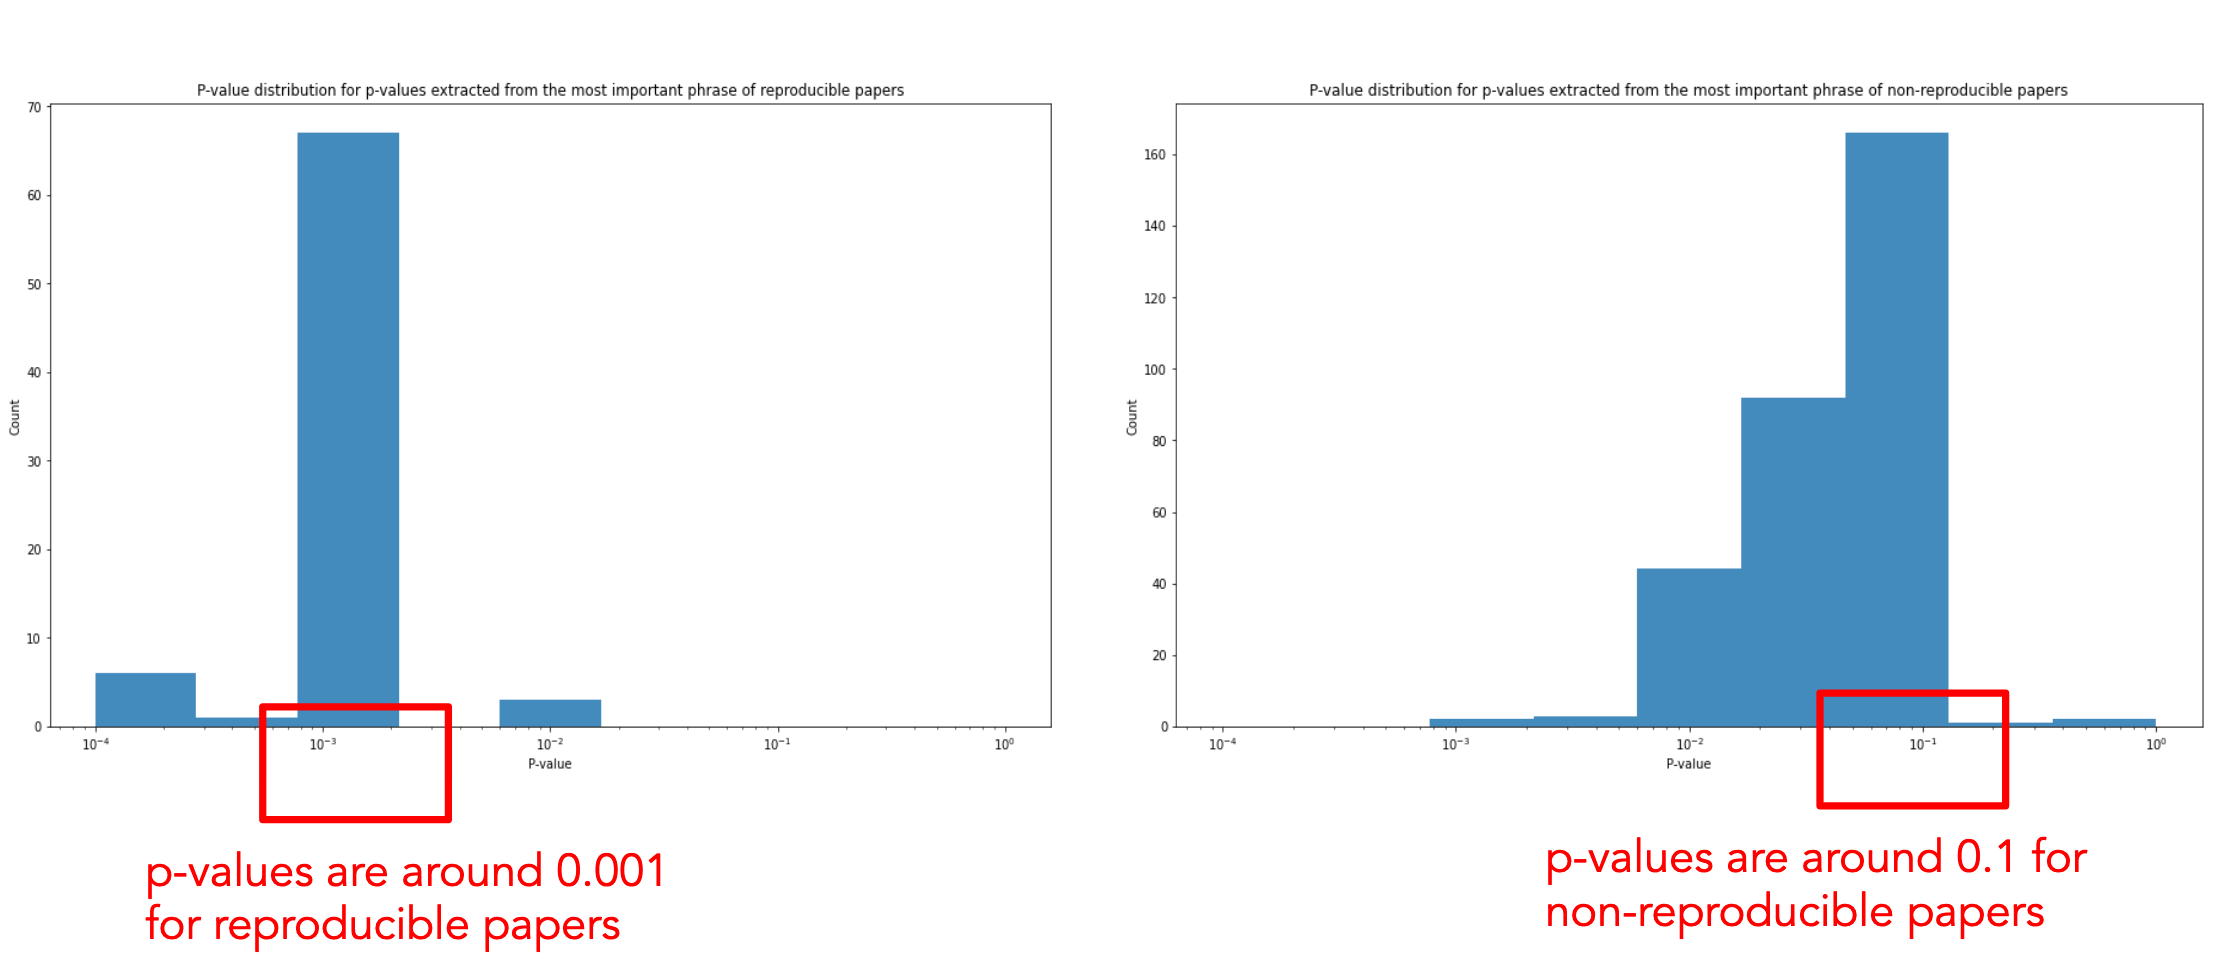 P-value distribution for p-values extracted from the most important phrase of reproducible papers
70
60
50
40
30
20
10
0
Count
10⁻⁴
10⁻³
10⁻²
10⁻¹
10⁰
P-value
p-values are around 0.001
for reproducible papers
P-value distribution for p-values extracted from the most important phrase of non-reproducible papers
160
140
120
100
80
60
40
20
0
Count
10⁻⁴
10⁻³
10⁻²
10⁻¹
10⁰
P-value
p-values are around 0.1 for
non-reproducible papers